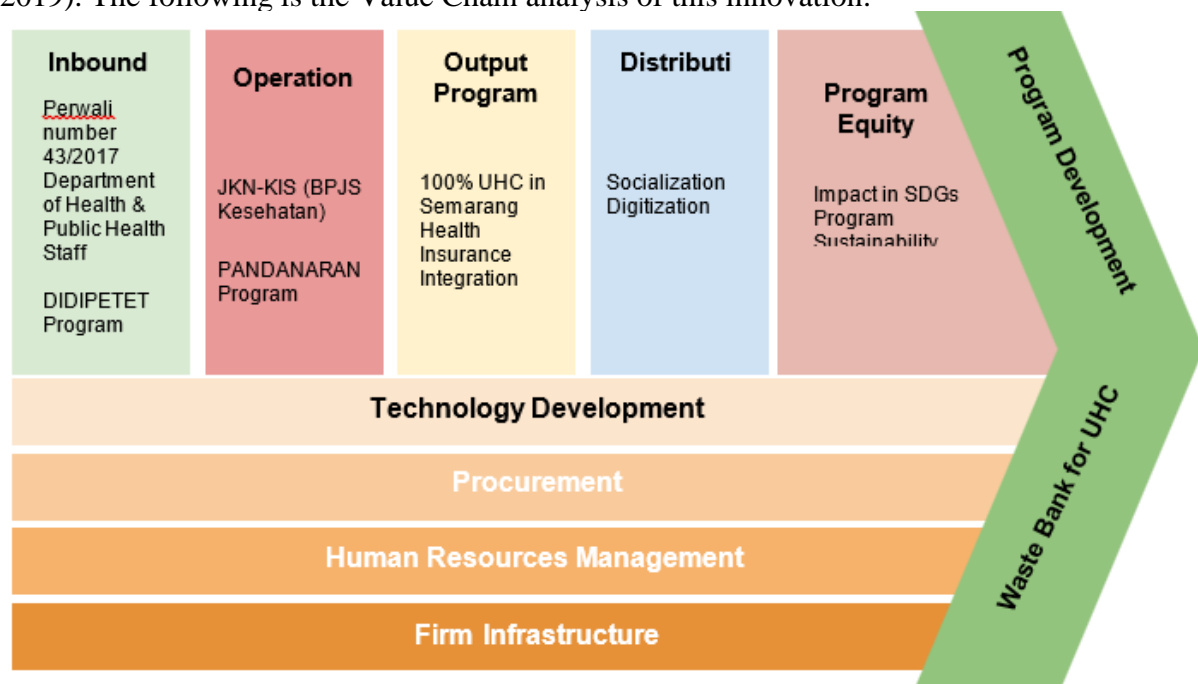 2019). The following is the Value Chain analysis of this innovation:
Inbound
Perwali
number
43/2017
Department
of Health &
Public Health
Staff
DIDIPETET
Program
Operation
JKN-KIS (BPJS
Kesehatan)
PANDANARAN
Program
Output
Program
100% UHC in
Semarang
Health
Insurance
Integration
Distributi
Socialization
Digitization
Program
Equity
Impact in SDGs
Program
Sustainability
Program Development
Waste Bank for UHC
Technology Development
Procurement
Human Resources Management
Firm Infrastructure